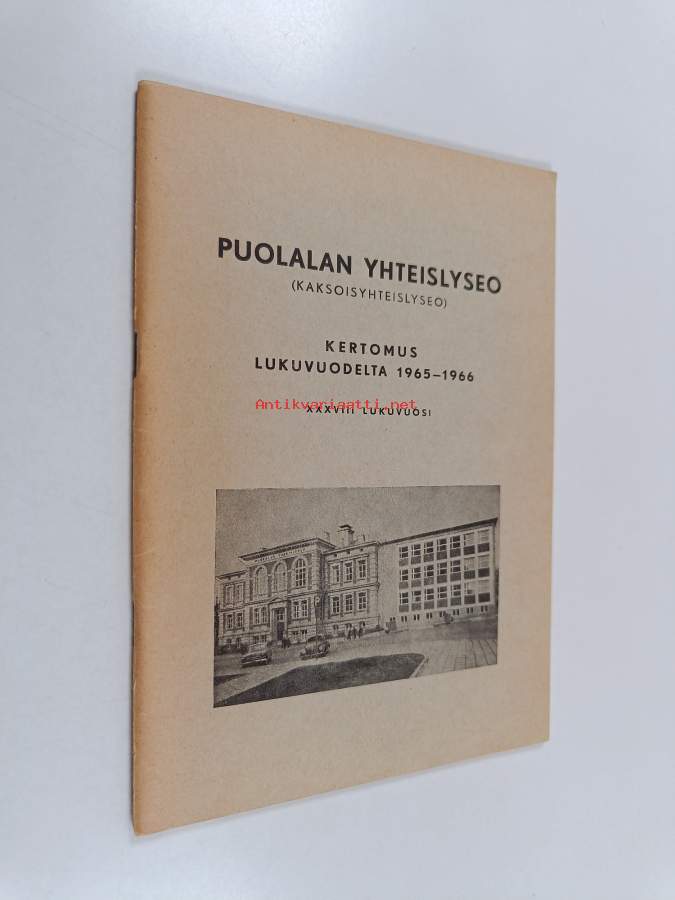 PUOLALAN YHTEISLYSEO
(KAKSOISYHTEISLYSEO)
KERTOMUS
LUKUVUODELTA 1965–1966
Antikvariaatti.net
XXXVIII LUKUVUOSI